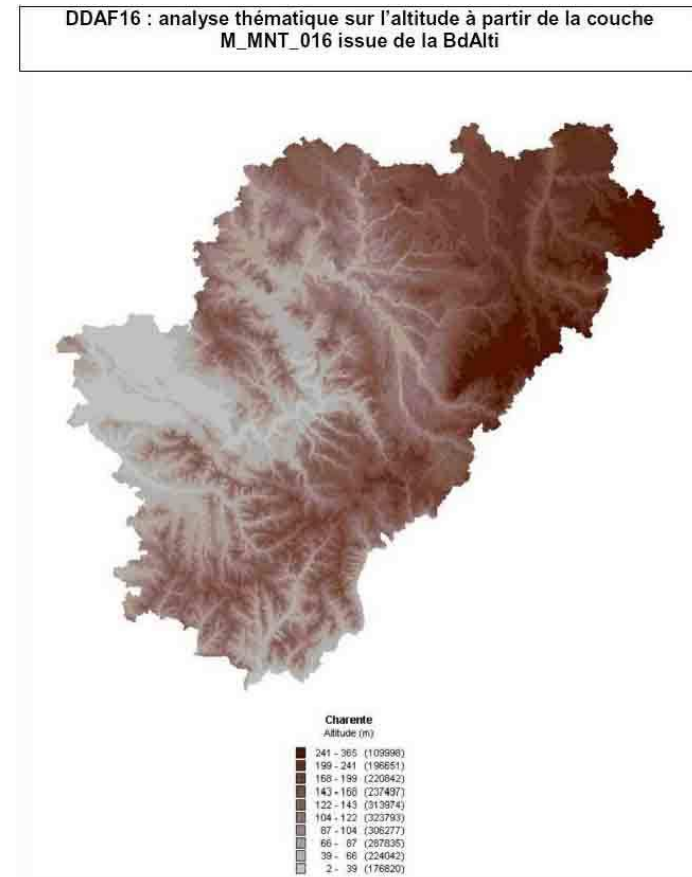 DDAF16 : analyse thématique sur l'altitude à partir de la couche
M_MNT_016 issue de la BdAlti
Charente
Altitude (m)
241 - 365 (109998)
199 - 241 (196651)
168 - 199 (220842)
143 - 168 (237487)
122 - 143 (313974)
104 - 122 (323793)
87 - 104 (306277)
66 - 87 (287835)
39 - 66 (224042)
2 - 39 (176820)